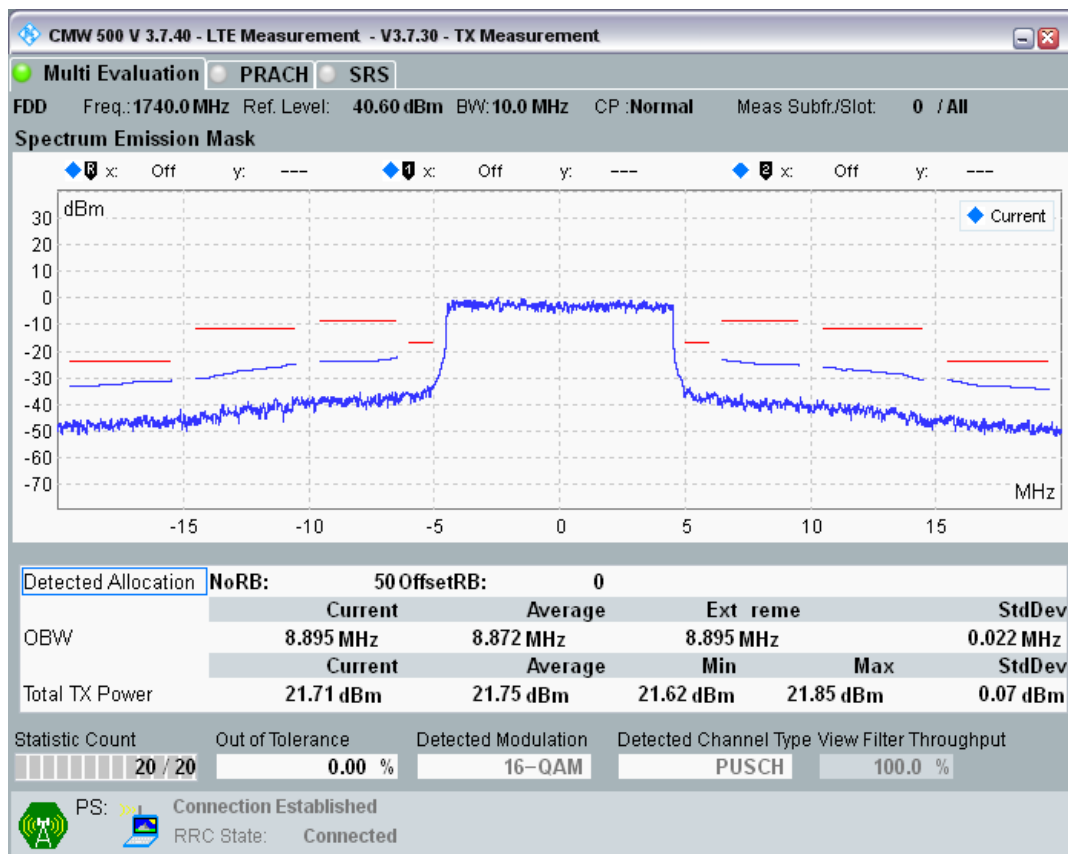 CMW 500 V 3.7.40 - LTE Measurement - V3.7.30 - TX Measurement
Multi Evaluation PRACH SRS
FDD Freq.:1740.0 MHz Ref. Level: 40.60 dBm BW:10.0 MHz CP :Normal Meas Subfr./Slot: 0 / All
Spectrum Emission Mask
R x: Off y: --- 1 x: Off y: --- 2 x: Off y: ---
dBm
Current
30
20
10
0
-10
-20
-30
-40
-50
-60
-70
MHz
-15 -10 -5 0 5 10 15
Detected Allocation NoRB: 50 OffsetRB: 0
Current Average Ext reme StdDev
OBW 8.895 MHz 8.872 MHz 8.895 MHz 0.022 MHz
Current Average Min Max StdDev
Total TX Power 21.71 dBm 21.75 dBm 21.62 dBm 21.85 dBm 0.07 dBm
Statistic Count Out of Tolerance Detected Modulation Detected Channel Type View Filter Throughput
20 / 20 0.00 % 16-QAM PUSCH 100.0 %
PS: Connection Established
RRC State: Connected